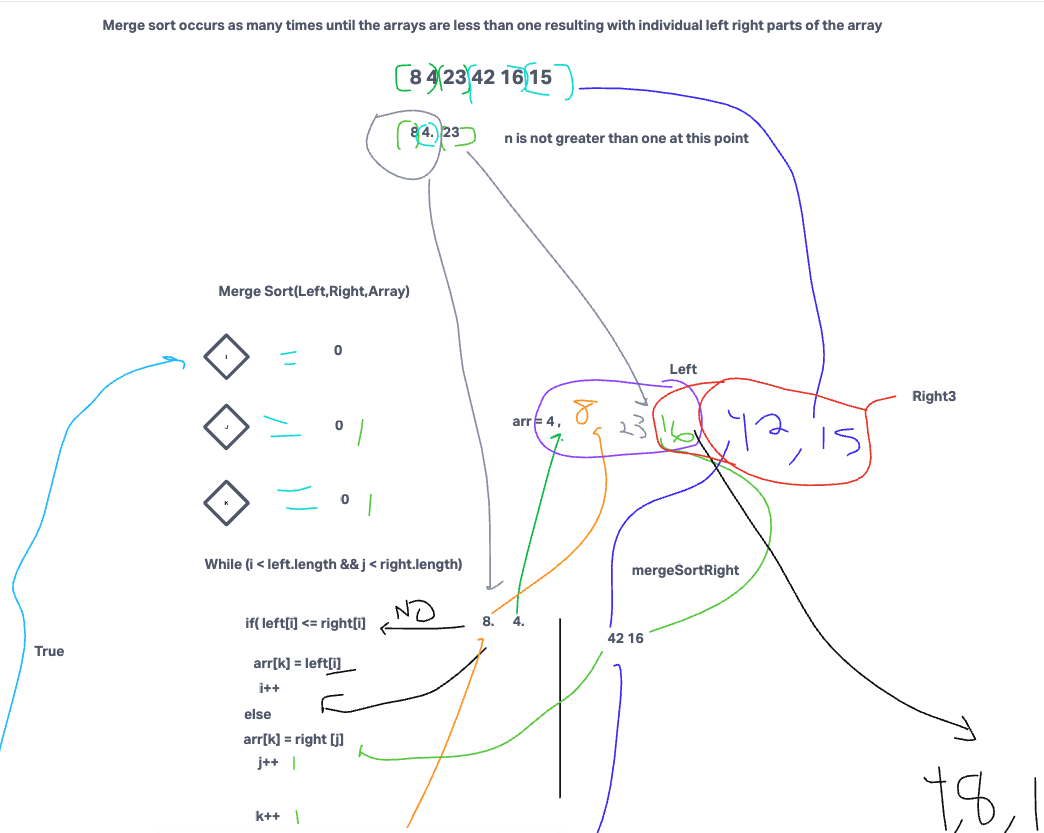 Merge sort occurs as many times until the arrays are less than one resulting with individual left right parts of the array
[8 4)(23)[42 16)[15 ]
[8)(4.)(23 ]
n is not greater than one at this point
Merge Sort(Left,Right,Array)
I = 0
J = 0 1
K = 0 1
Left
Right3
arr = 4, 8 23 16, 42, 15
While (i < left.length && j < right.length)
mergeSortRight
if( left[i] <= right[i]
NO
8. 4.
42 16
True
arr[k] = left[i]
i++
else
arr[k] = right [j]
j++ 1
k++ 1
4,8,1